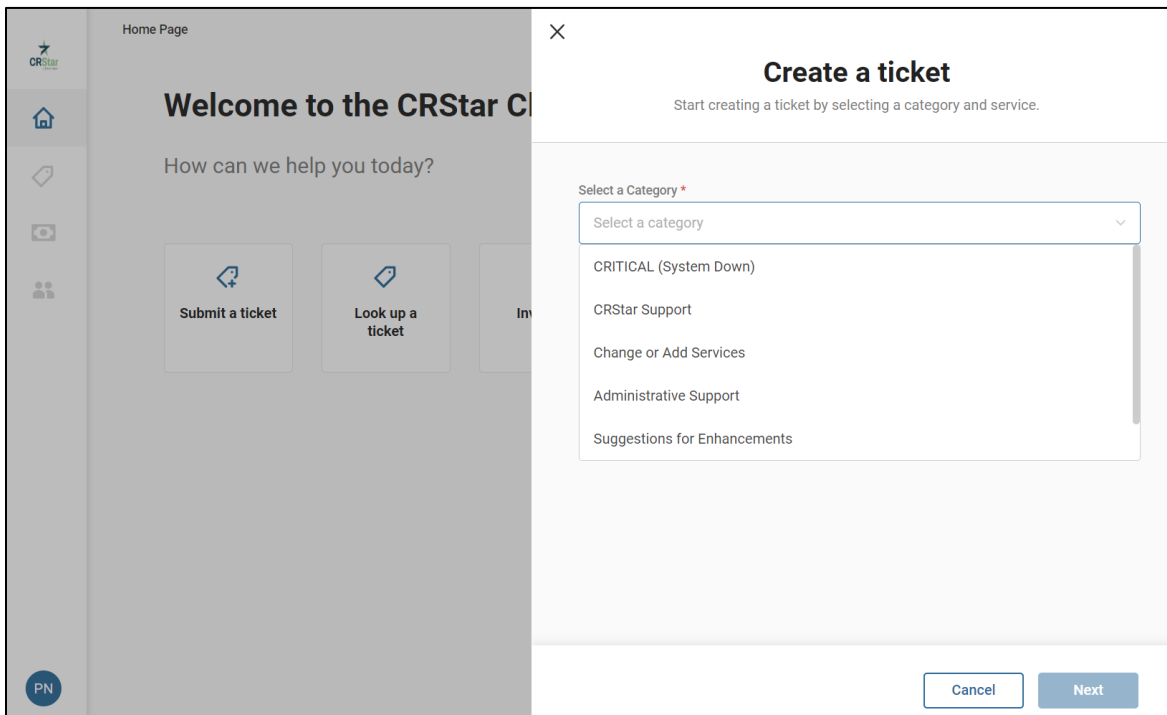 CRStar
Home Page
Welcome to the CRStar Cl
How can we help you today?
Submit a ticket
Look up a
ticket
Inv
PN
Create a ticket
Start creating a ticket by selecting a category and service.
Select a Category *
Select a category
CRITICAL (System Down)
CRStar Support
Change or Add Services
Administrative Support
Suggestions for Enhancements
Cancel
Next